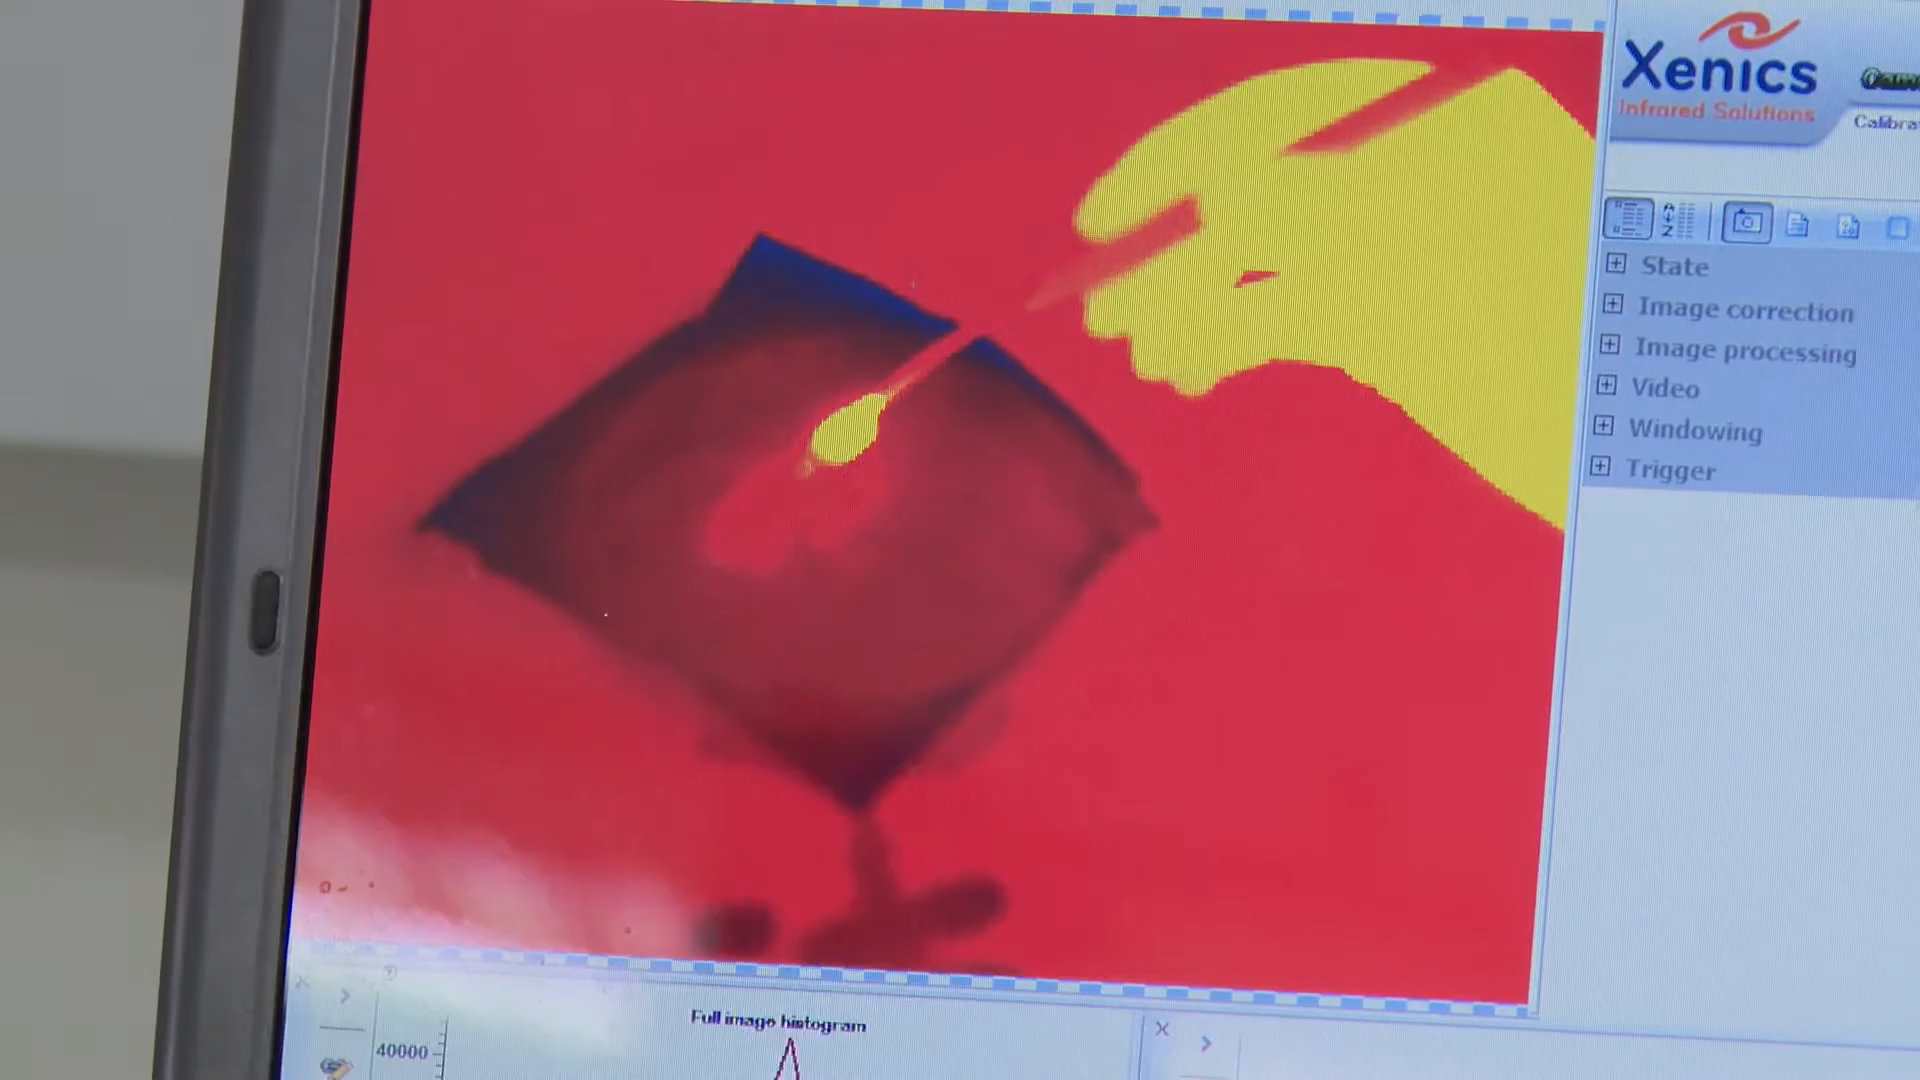 Xenics
Infrared Solutions
State
Image correction
Image processing
Video
Windowing
Trigger
Full image histogram
40000